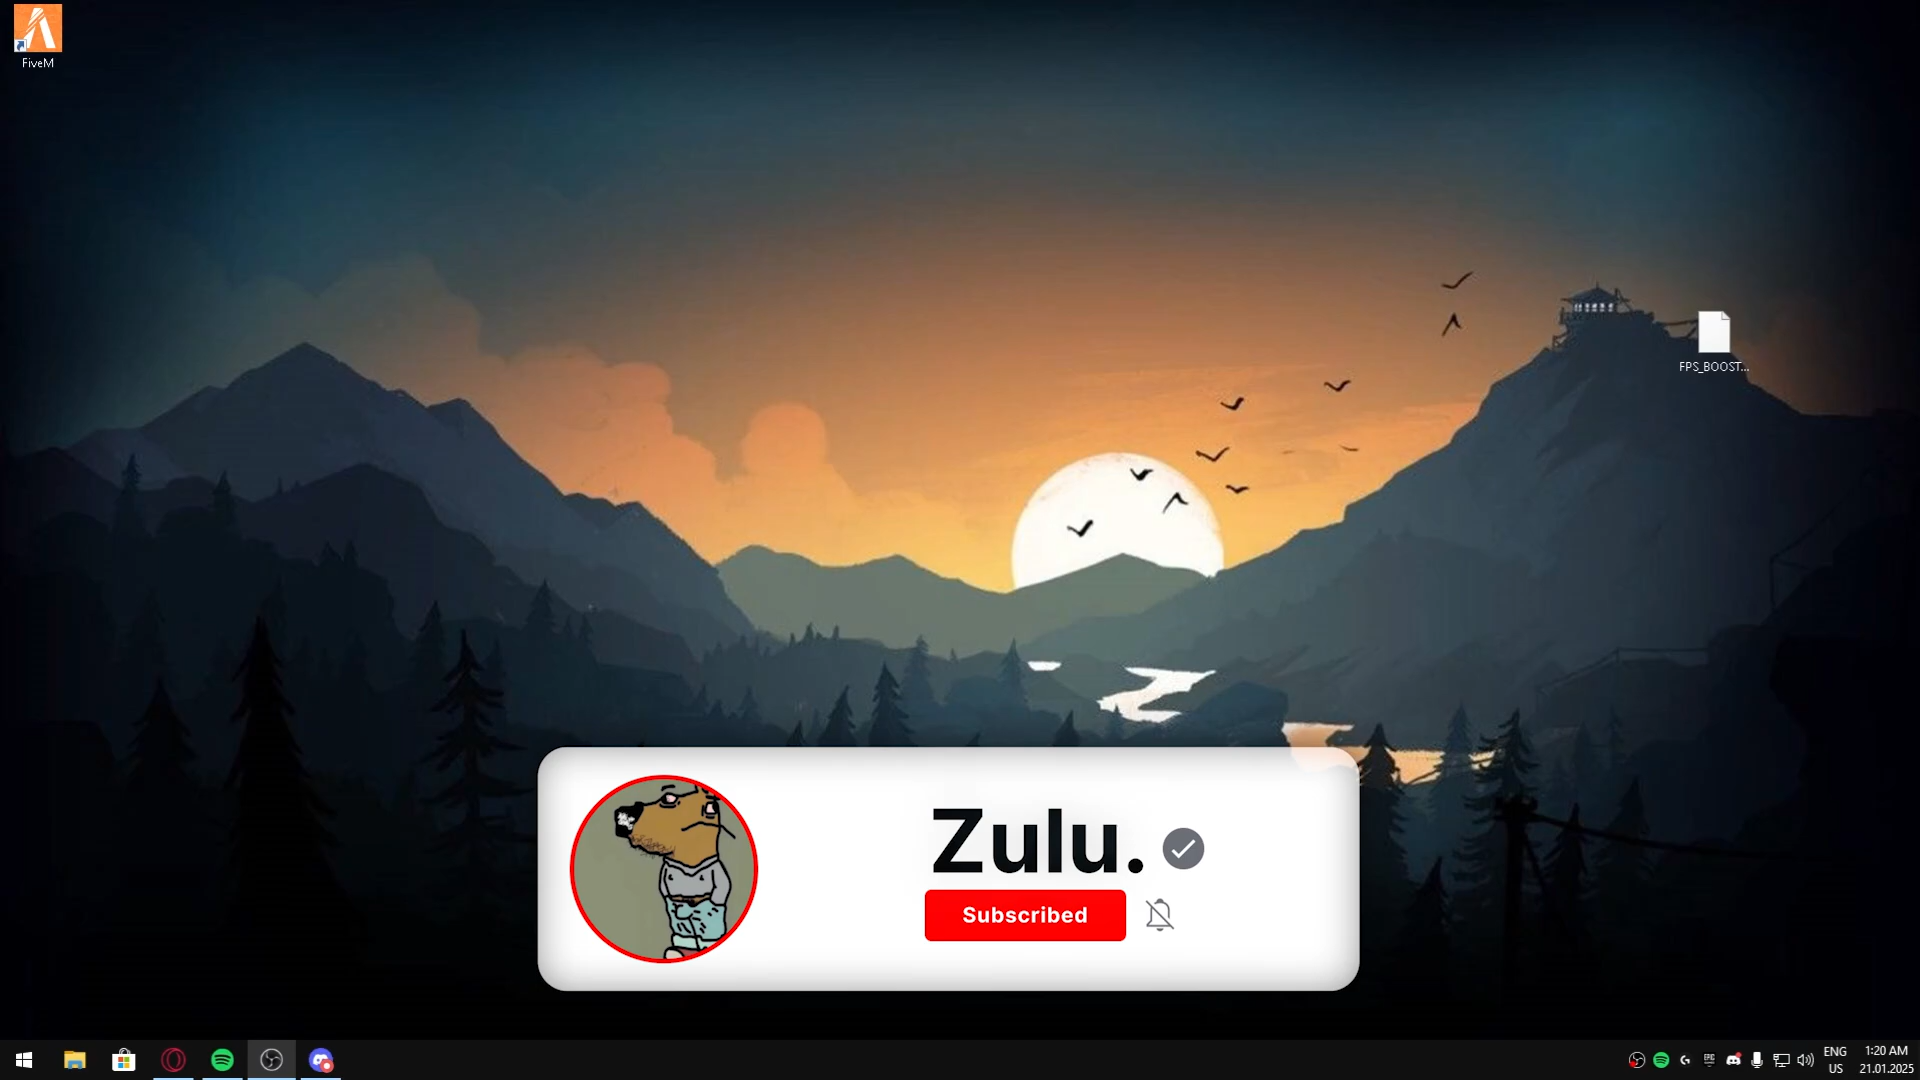 FiveM
FPS_BOOST...
Zulu.
Subscribed
ENG
US
1:20 AM
21.01.2025